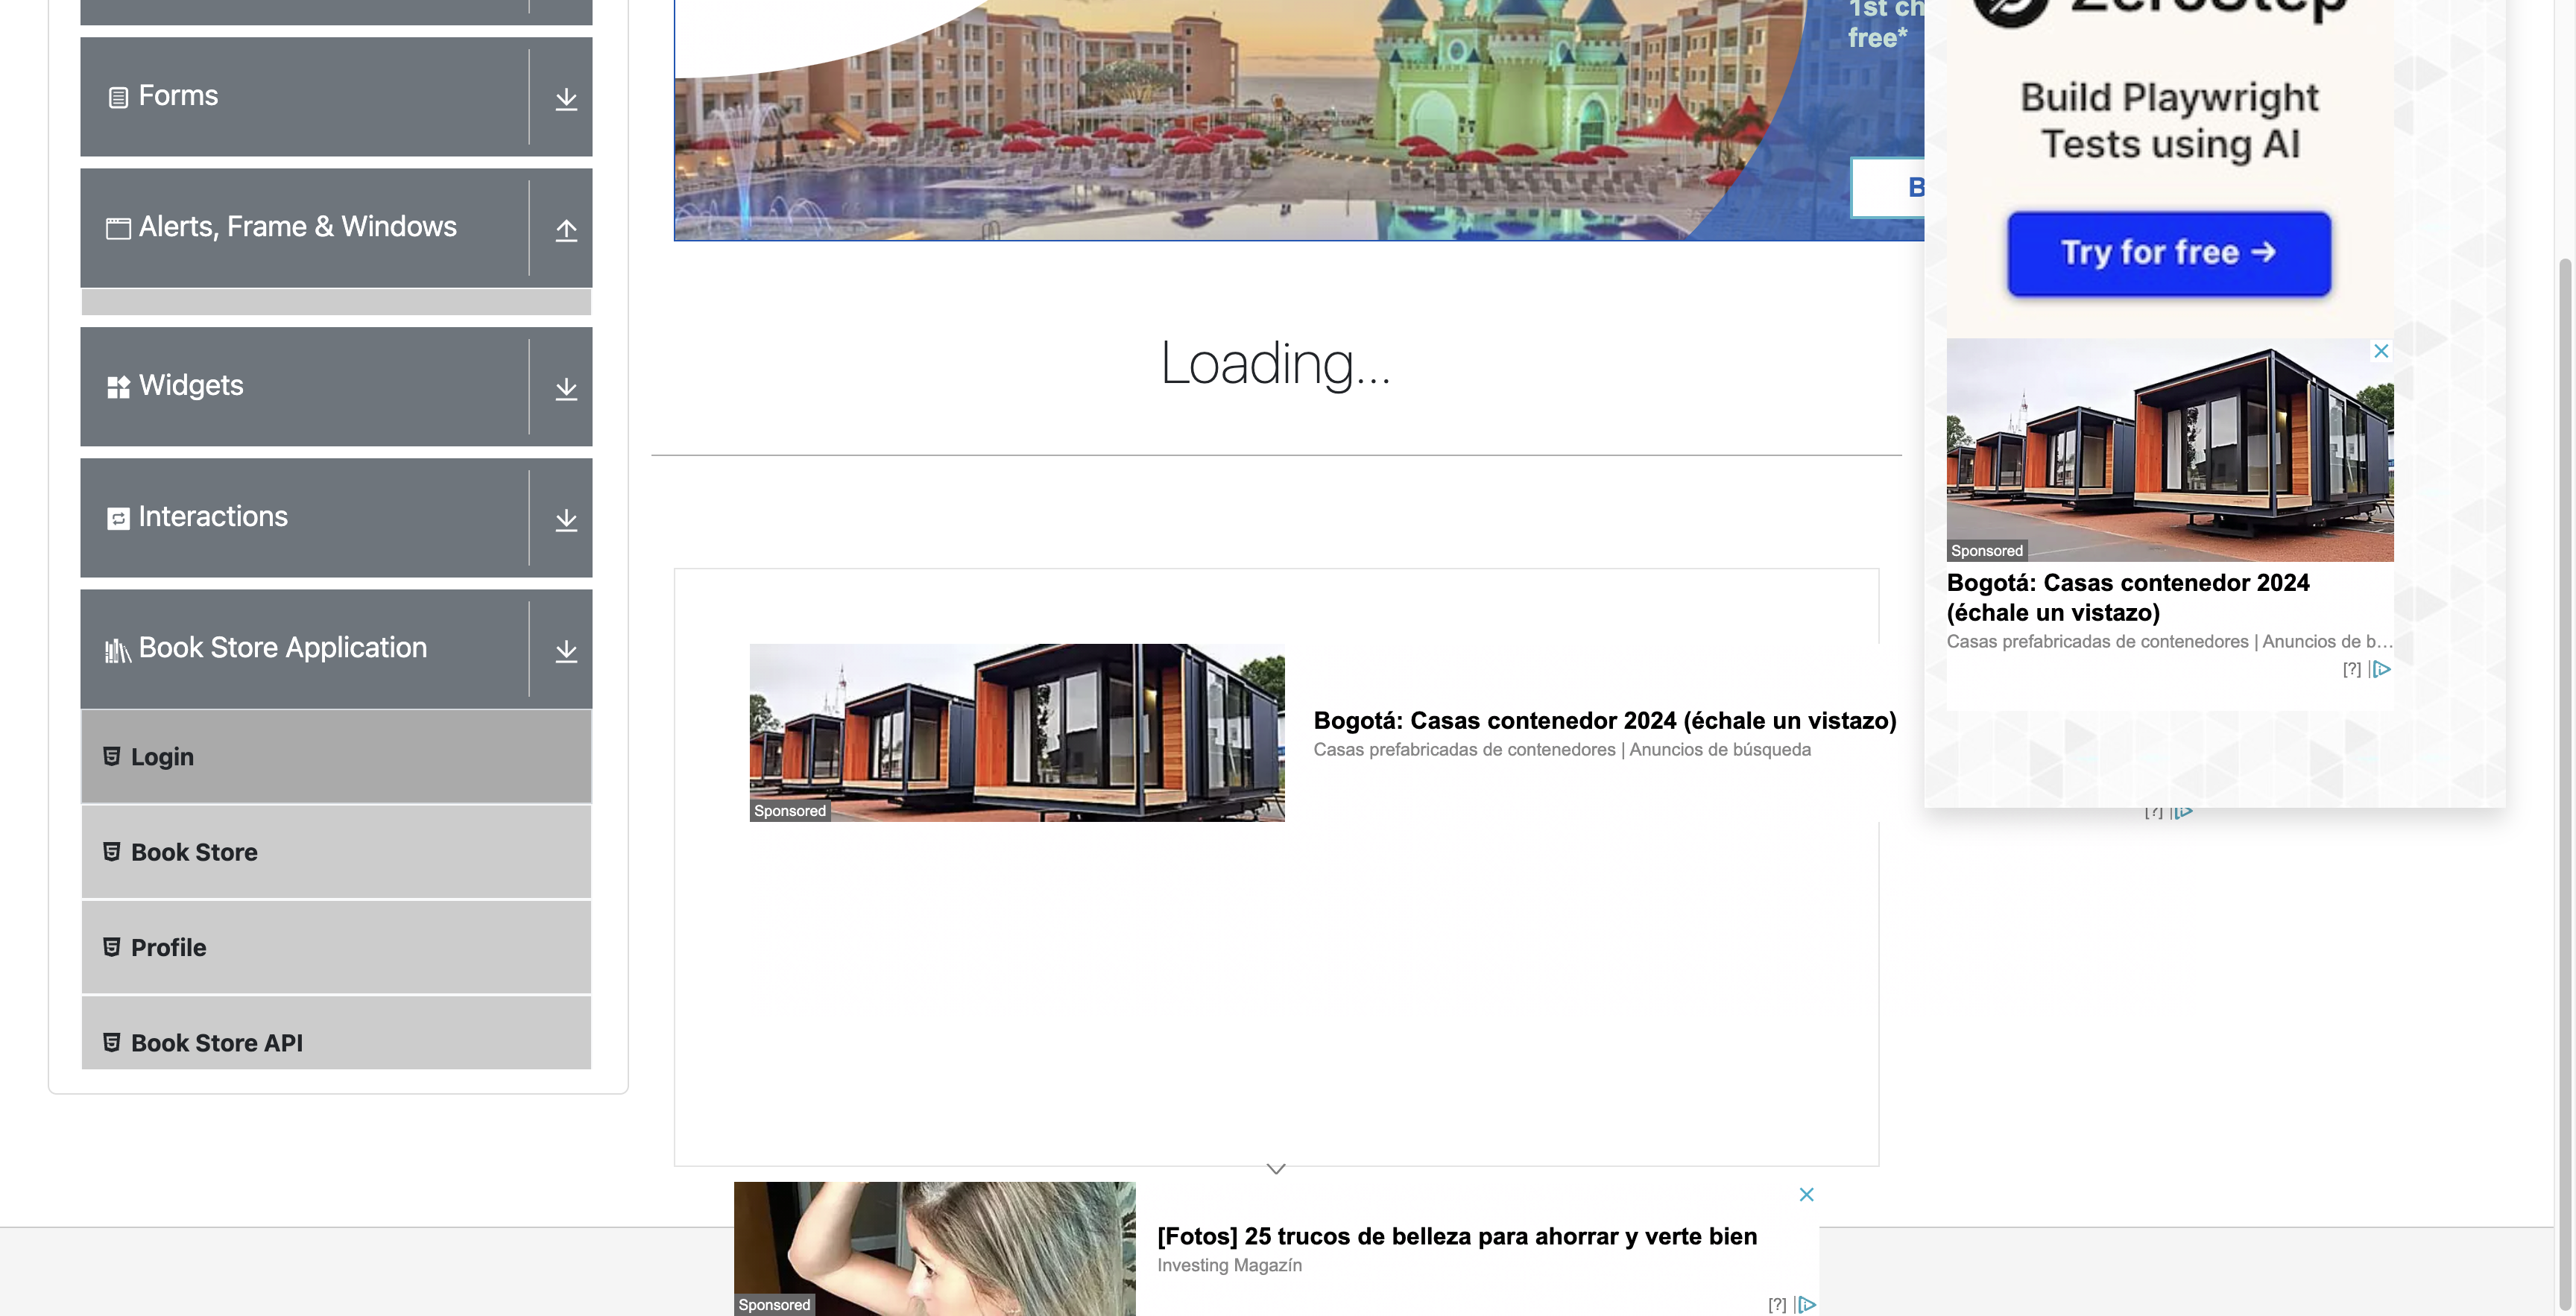 Forms
Alerts, Frame & Windows
Widgets
Interactions
Book Store Application
Login
Book Store
Profile
Book Store API
1st ch
free*
B
Loading...
Sponsored
Bogotá: Casas contenedor 2024 (échale un vistazo)
Casas prefabricadas de contenedores | Anuncios de búsqueda
Sponsored
[Fotos] 25 trucos de belleza para ahorrar y verte bien
Investing Magazín
[?]
ZeroStep
Build Playwright
Tests using AI
Try for free →
Sponsored
Bogotá: Casas contenedor 2024
(échale un vistazo)
Casas prefabricadas de contenedores | Anuncios de b...
[?]
[?]